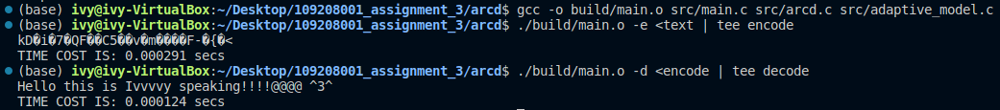 (base) ivy@ivy-VirtualBox:~/Desktop/109208001_assignment_3/arcd$ gcc -o build/main.o src/main.c src/arcd.c src/adaptive_model.c
(base) ivy@ivy-VirtualBox:~/Desktop/109208001_assignment_3/arcd$ ./build/main.o -e <text | tee encode
kD�i�7�QF��C5��v�m����F-�{�<
TIME COST IS: 0.000291 secs
(base) ivy@ivy-VirtualBox:~/Desktop/109208001_assignment_3/arcd$ ./build/main.o -d <encode | tee decode
Hello this is Ivvvvy speaking!!!!@@@@ ^3^
TIME COST IS: 0.000124 secs